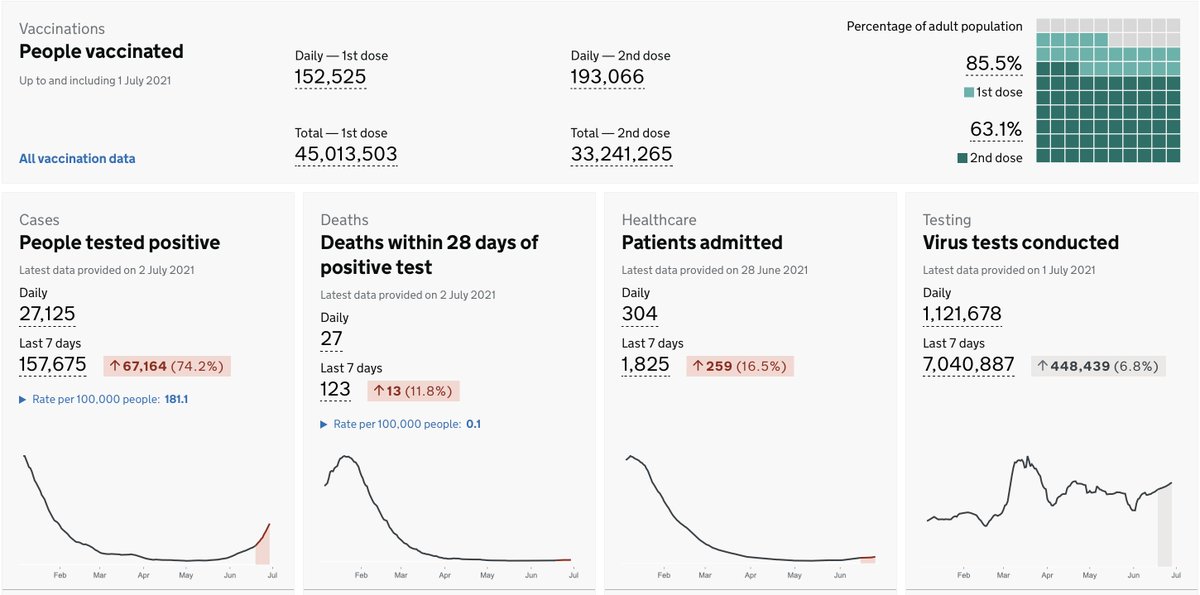 Vaccinations
People vaccinated
Up to and including 1 July 2021
All vaccination data
Daily — 1st dose
152,525
Total — 1st dose
45,013,503
Daily — 2nd dose
193,066
Total — 2nd dose
33,241,265
Percentage of adult population
85.5%
1st dose
63.1%
2nd dose
Cases
People tested positive
Latest data provided on 2 July 2021
Daily
27,125
Last 7 days
157,675 ↑67,164 (74.2%)
▶ Rate per 100,000 people: 181.1
Feb Mar Apr May Jun Jul
Deaths
Deaths within 28 days of
positive test
Latest data provided on 2 July 2021
Daily
27
Last 7 days
123 ↑13 (11.8%)
▶ Rate per 100,000 people: 0.1
Feb Mar Apr May Jun Jul
Healthcare
Patients admitted
Latest data provided on 28 June 2021
Daily
304
Last 7 days
1,825 ↑259 (16.5%)
Feb Mar Apr May Jun
Testing
Virus tests conducted
Latest data provided on 1 July 2021
Daily
1,121,678
Last 7 days
7,040,887 ↑448,439 (6.8%)
Feb Mar Apr May Jun Jul